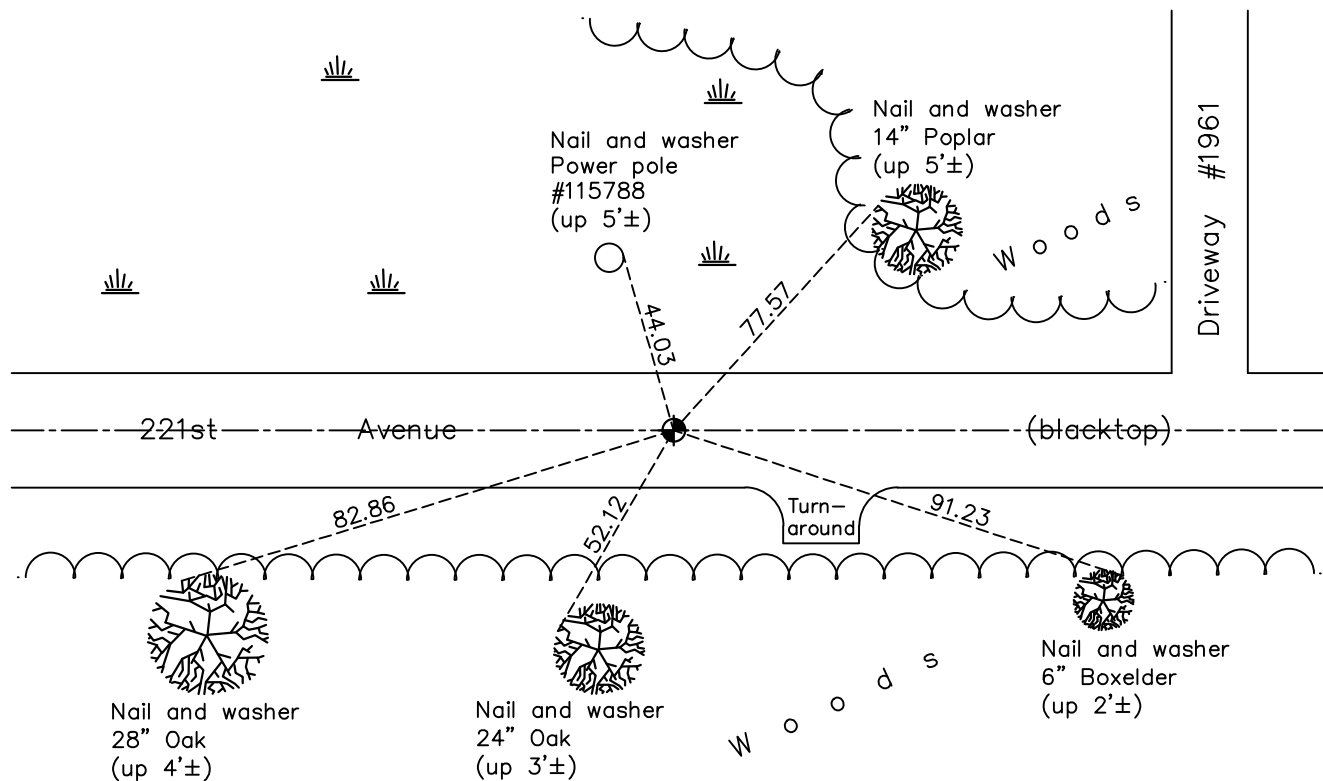 Nail and washer
14” Poplar
(up 5’±)
Nail and washer
Power pole
#115788
(up 5’±)
Driveway #1961
Woods
44.03
77.57
221st Avenue (blacktop)
82.86
52.12
91.23
Turn–
around
Nail and washer
6” Boxelder
(up 2’±)
Woods
Nail and washer
28” Oak
(up 4’±)
Nail and washer
24” Oak
(up 3’±)